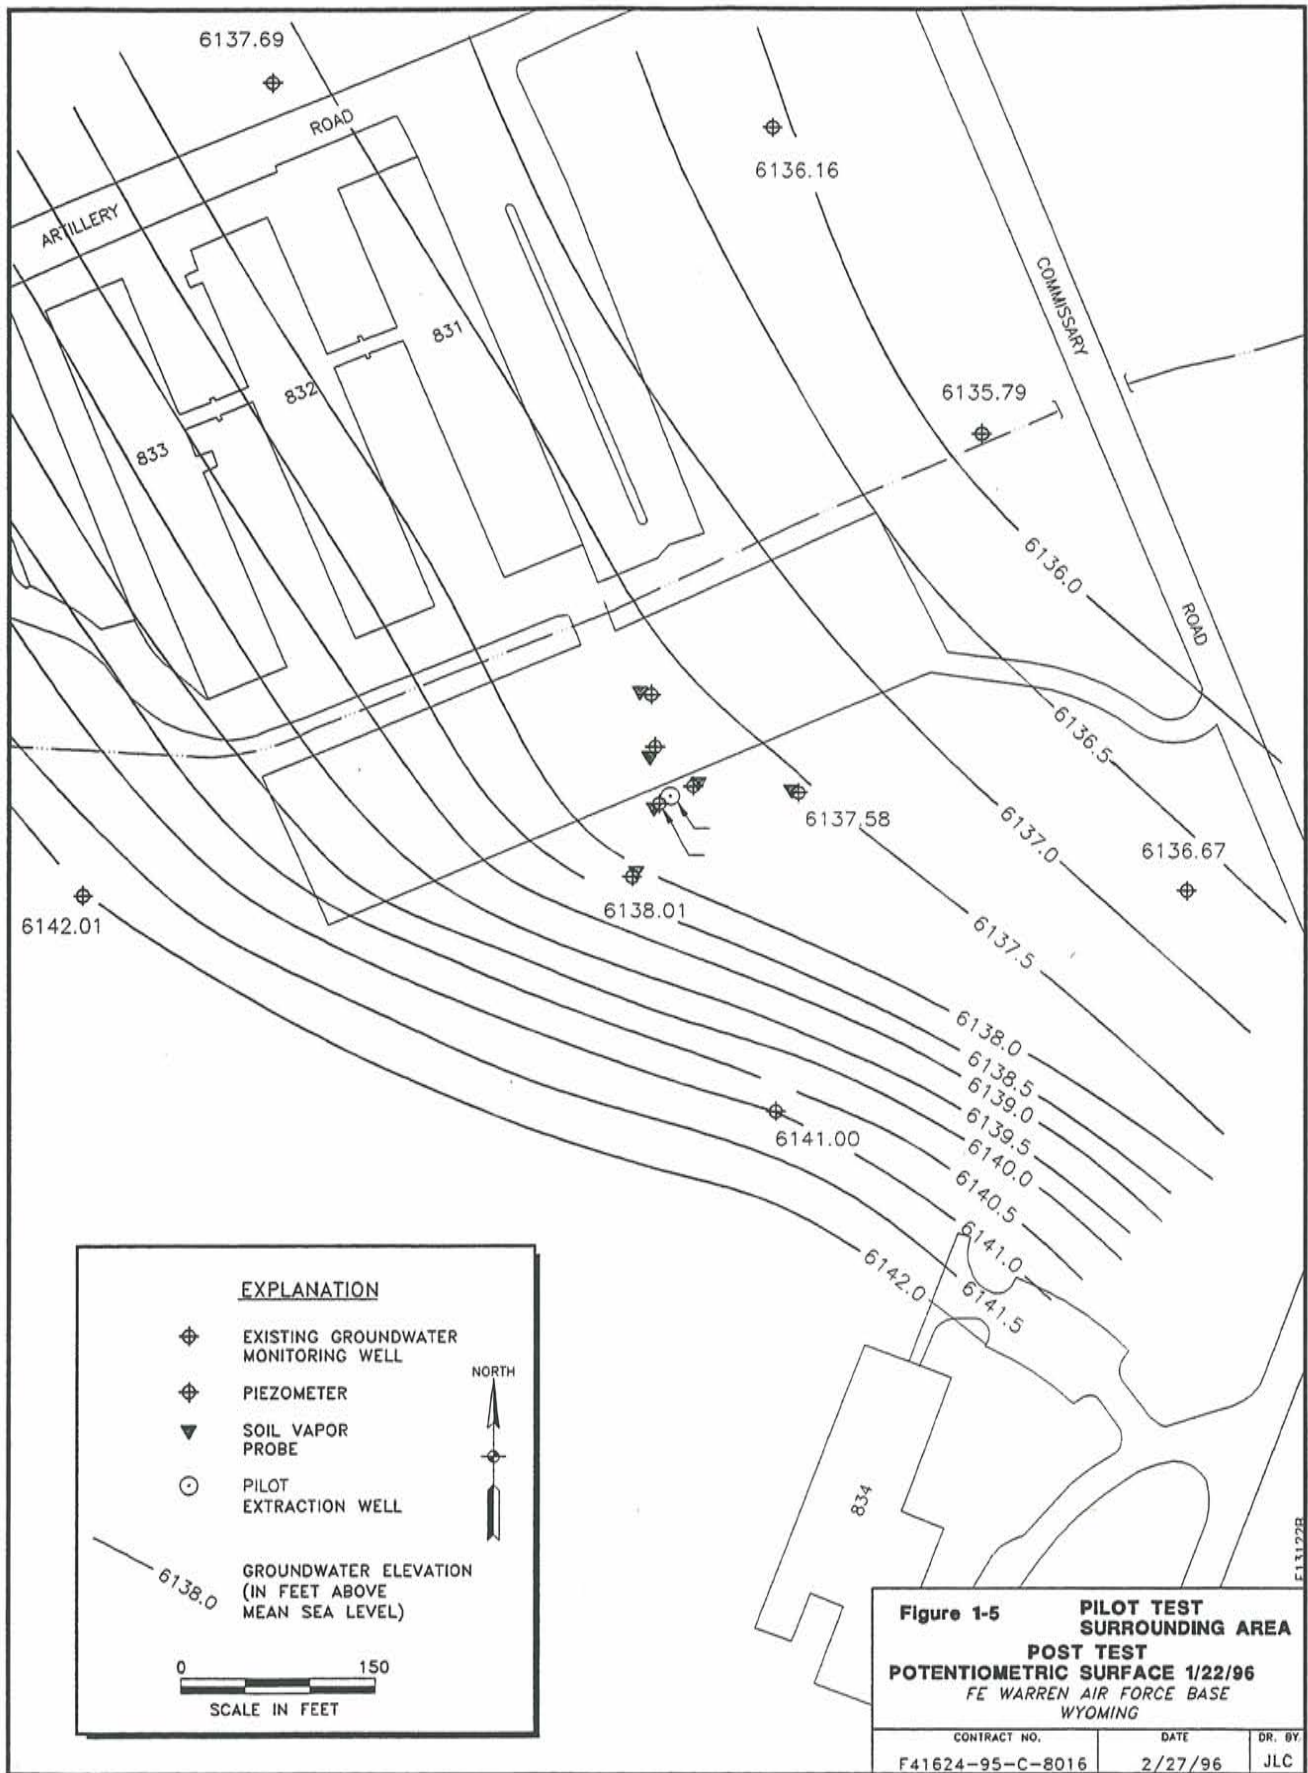 6137.69
ROAD
6136.16
ARTILLERY
COMMISSARY
831
6135.79
832
833
6136.0
ROAD
6136.5
6137.58
6137.0
6136.67
6142.01
6138.01
6137.5
6138.0
6138.5
6139.0
6139.5
6141.00
6140.0
6140.5
6141.0
6142.0
6141.5
EXPLANATION
EXISTING GROUNDWATER
MONITORING WELL
NORTH
PIEZOMETER
SOIL VAPOR
PROBE
PILOT
EXTRACTION WELL
6138.0
GROUNDWATER ELEVATION
(IN FEET ABOVE
MEAN SEA LEVEL)
0 150
SCALE IN FEET
834
F13122B
Figure 1-5
PILOT TEST
SURROUNDING AREA
POST TEST
POTENTIOMETRIC SURFACE 1/22/96
FE WARREN AIR FORCE BASE
WYOMING
CONTRACT NO.
F41624-95-C-8016
DATE
2/27/96
DR. BY.
JLC